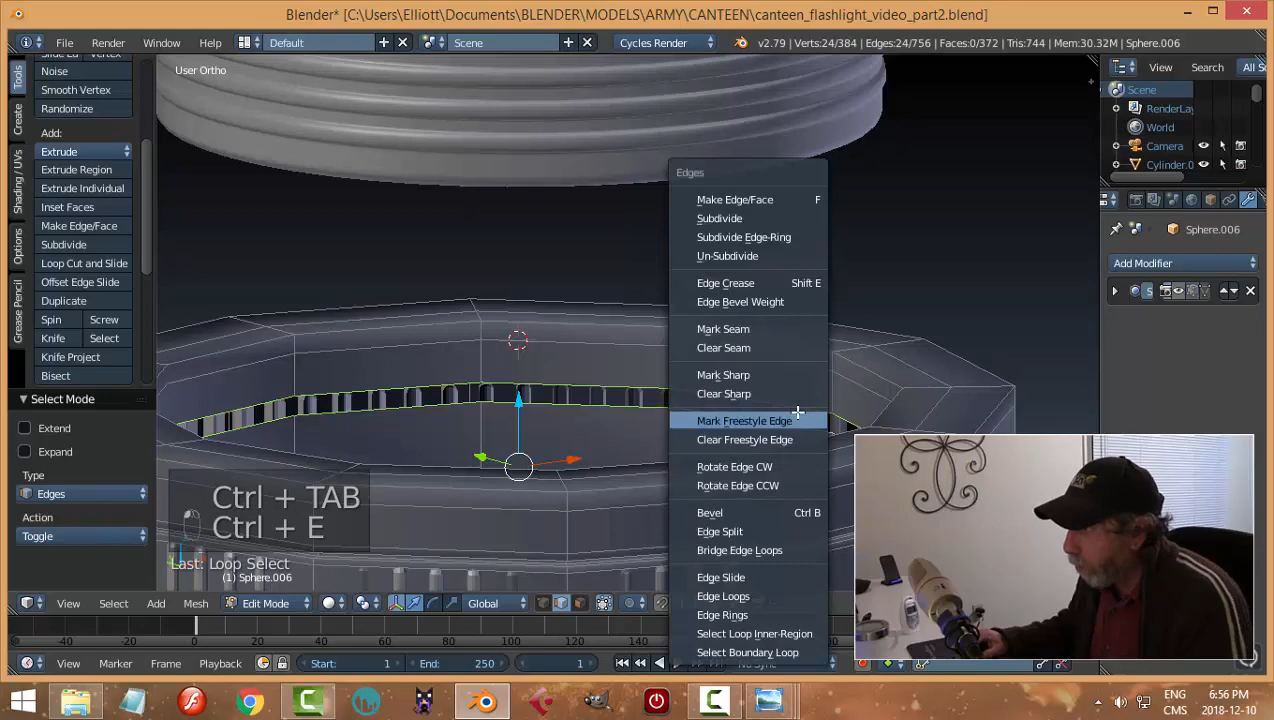 Blender* [C:\Users\Elliott\Documents\BLENDER\MODELS\ARMY\CANTEEN\canteen_flashlight_video_part2.blend]
File Render Window Help Default Scene Cycles Render v2.79 | Verts:24/384 | Edges:24/756 | Faces:0/372 | Tris:744 | Mem:30.32M | Sphere.006
Tools
Create
Shading / UVs
Options
Grease Pencil
Noise
Smooth Vertex
Randomize
Add:
Extrude
Extrude Region
Extrude Individual
Inset Faces
Make Edge/Face
Subdivide
Loop Cut and Slide
Offset Edge Slide
Duplicate
Spin Screw
Knife Select
Knife Project
Bisect
Select Mode
Extend
Expand
Type
Edges
Action
Toggle
User Ortho
Ctrl + TAB
Ctrl + E
Last: Loop Select
(1) Sphere.006
Edges
Make Edge/Face F
Subdivide
Subdivide Edge-Ring
Un-Subdivide
Edge Crease Shift E
Edge Bevel Weight
Mark Seam
Clear Seam
Mark Sharp
Clear Sharp
Mark Freestyle Edge
Clear Freestyle Edge
Rotate Edge CW
Rotate Edge CCW
Bevel Ctrl B
Edge Split
Bridge Edge Loops
Edge Slide
Edge Loops
Edge Rings
Select Loop Inner-Region
Select Boundary Loop
View Search All S
Scene
RenderLay
World
Camera
Cylinder.0
Sphere.006
Add Modifier
S
View Select Add Mesh Edit Mode Global
-40 -20 0 20 40 60 80 100 120 140
View Marker Frame Playback Start: 1 End: 250 1
ENG 6:56 PM
CMS 2018-12-10